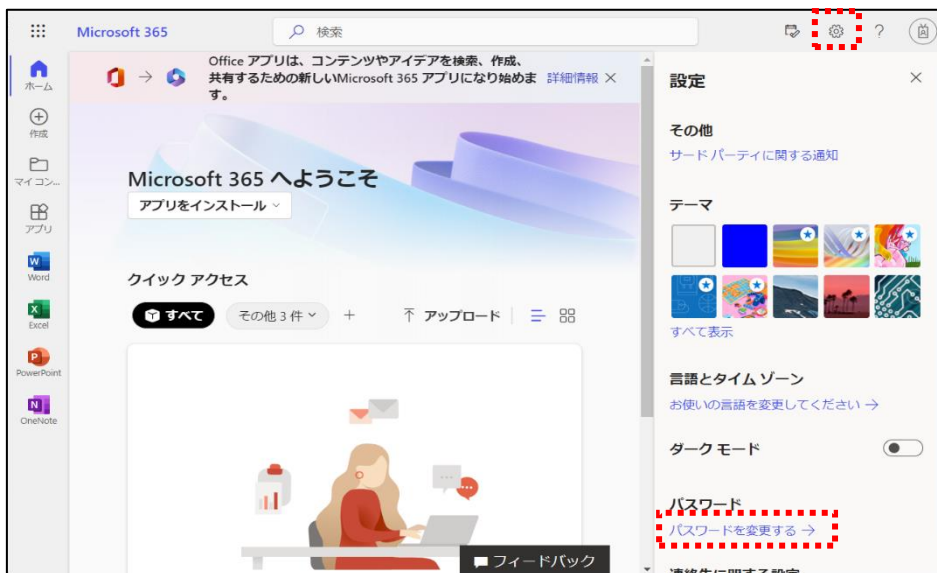 Microsoft 365
検索
?
ホーム
作成
マイ コン...
アプリ
Word
Excel
PowerPoint
OneNote
Office アプリは、コンテンツやアイデアを検索、作成、
共有するための新しいMicrosoft 365 アプリになり始めま
す。
詳細情報
Microsoft 365 へようこそ
アプリをインストール
クイック アクセス
すべて
その他 3 件
アップロード
フィードバック
設定
その他
サード パーティに関する通知
テーマ
すべて表示
言語とタイム ゾーン
お使いの言語を変更してください →
ダーク モード
パスワード
パスワードを変更する →
連絡先に関する設定